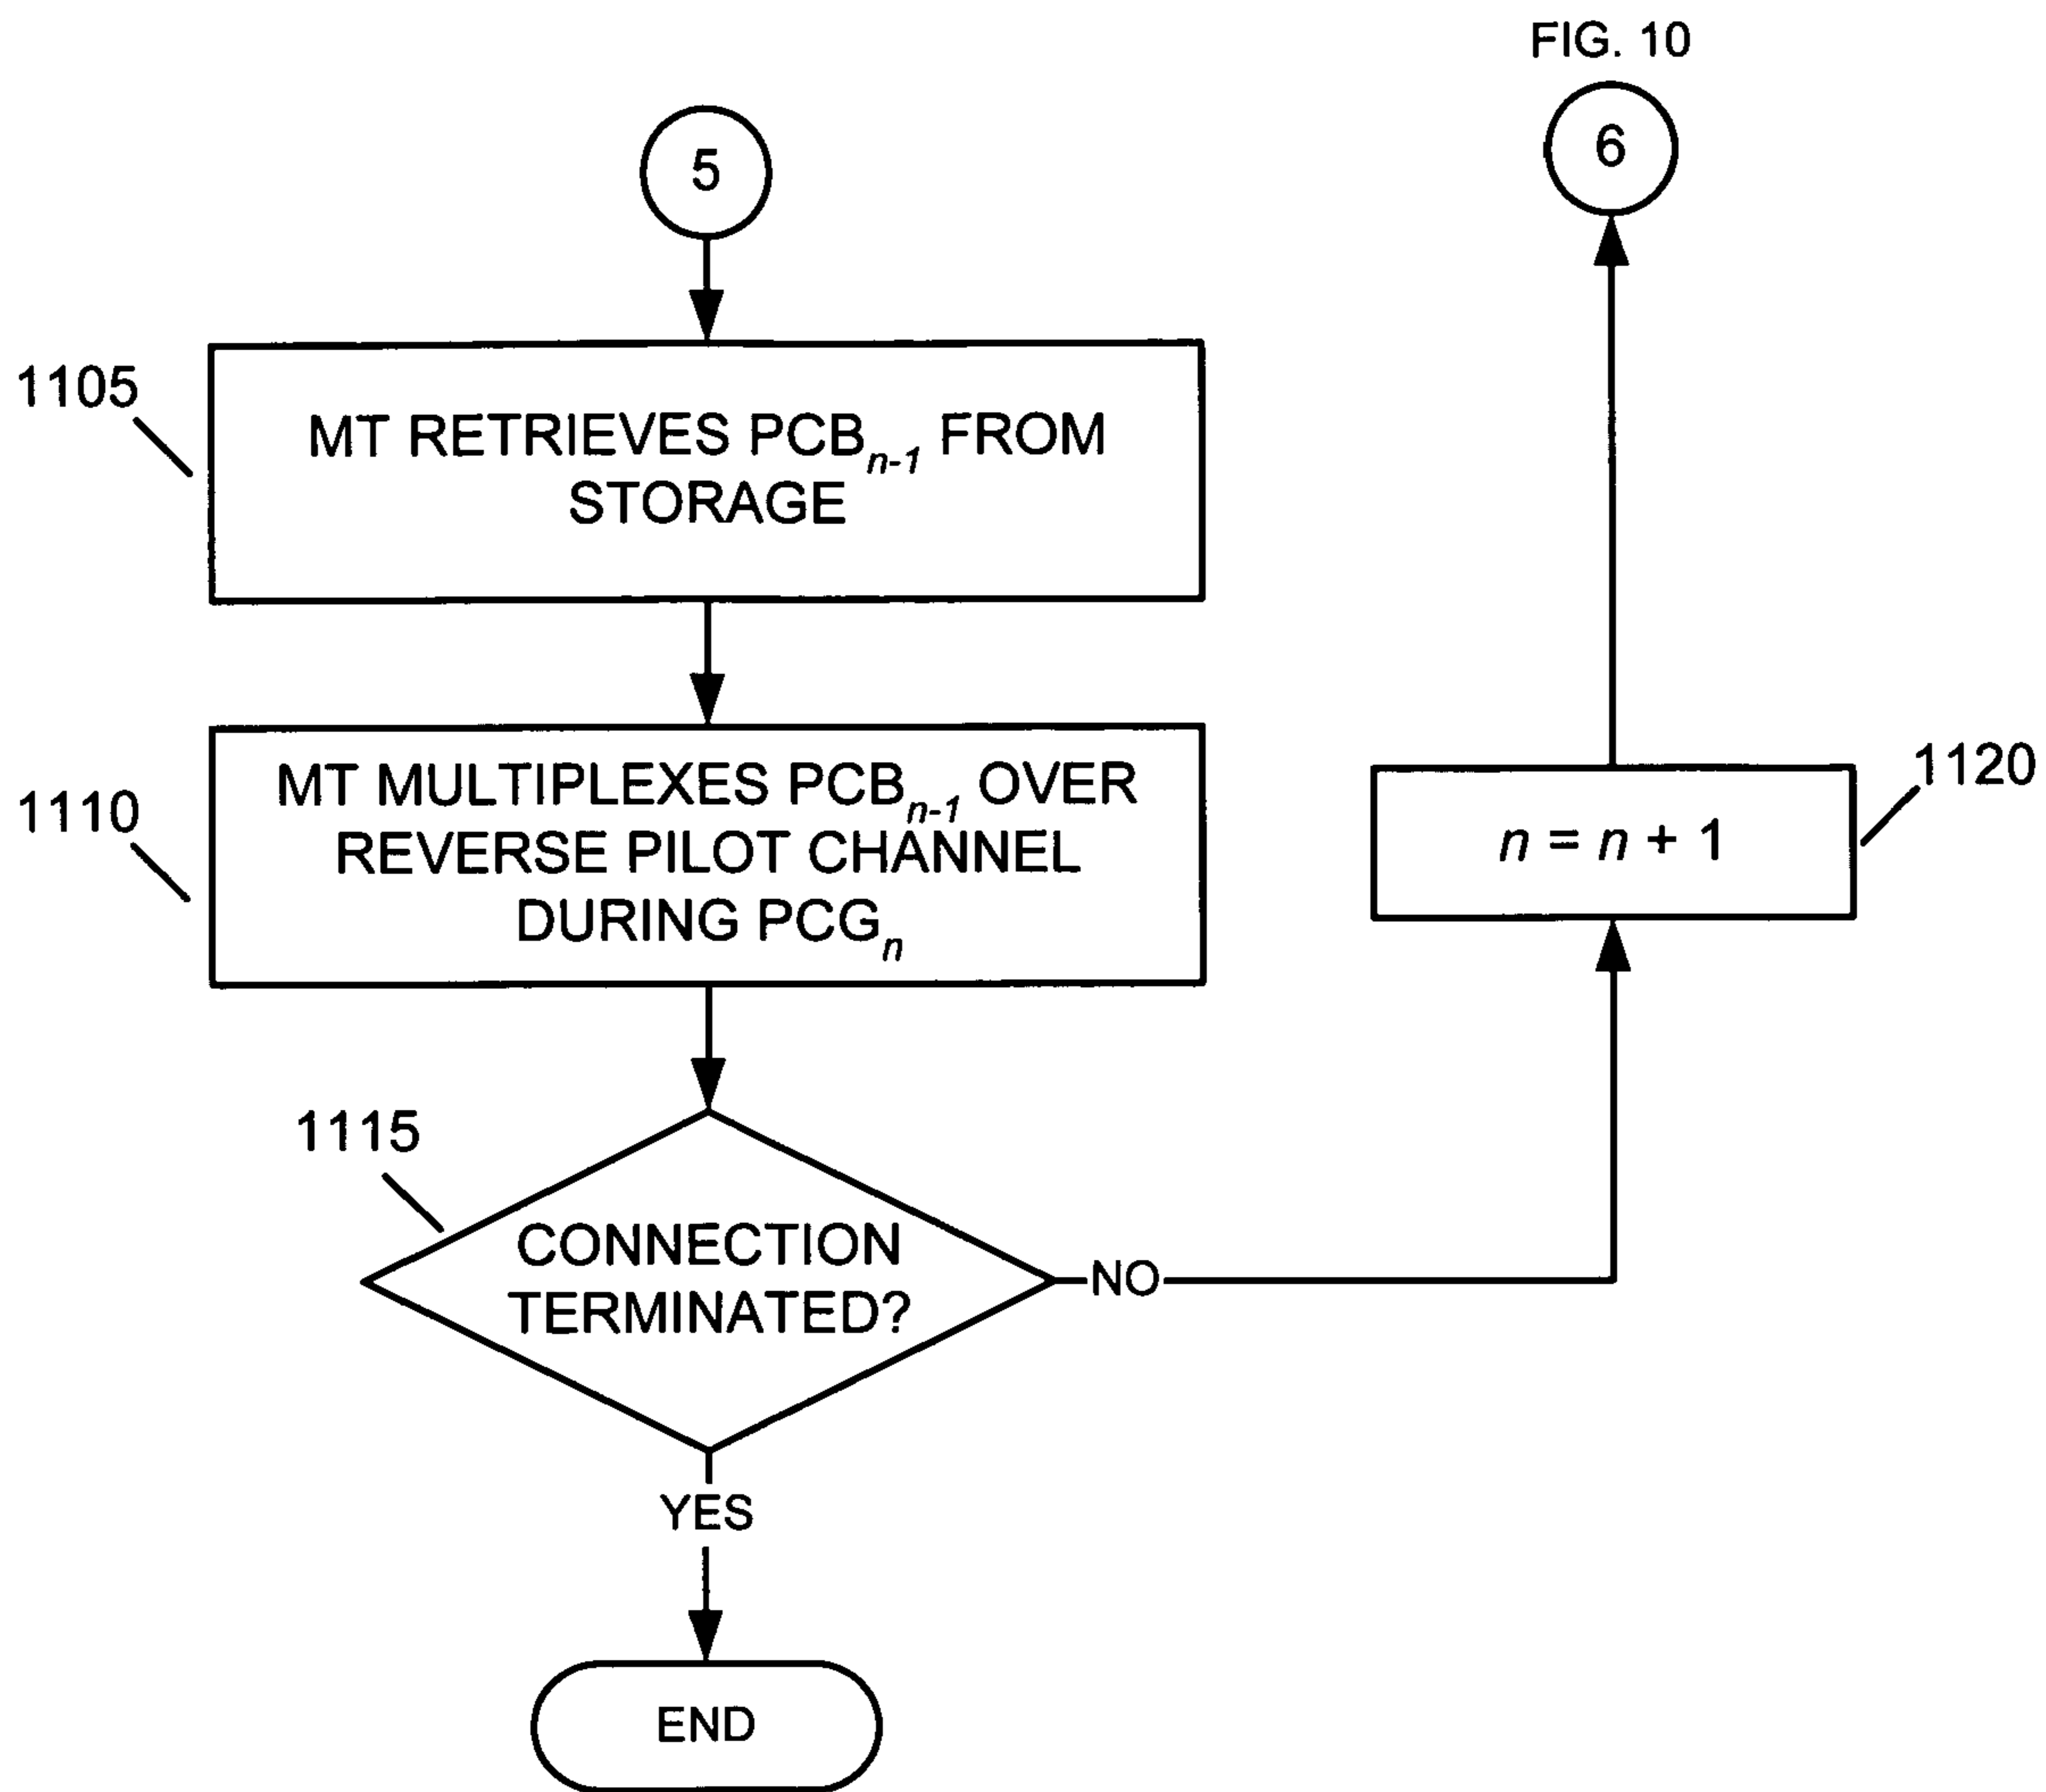 FIG. 10
5
6
1105
MT RETRIEVES PCBn-1 FROM
STORAGE
1110
MT MULTIPLEXES PCBn-1 OVER
REVERSE PILOT CHANNEL
DURING PCGn
1120
n = n + 1
1115
CONNECTION
TERMINATED?
NO
YES
END